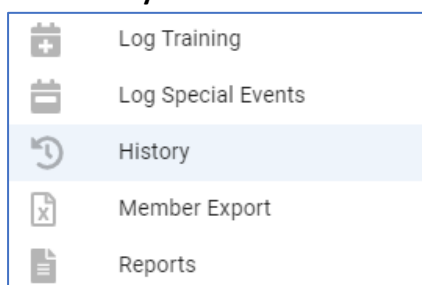 Log Training
Log Special Events
History
Member Export
Reports